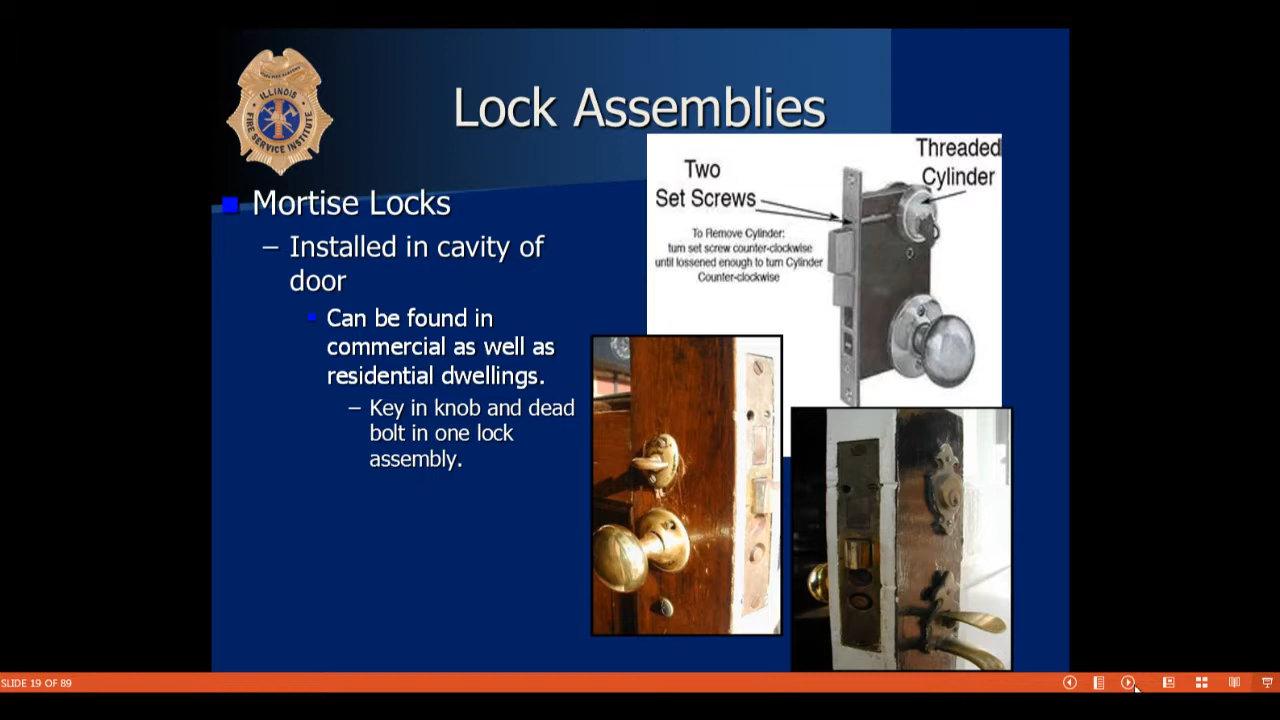 ILLINOIS
FIRE SERVICE INSTITUTE
Lock Assemblies
Mortise Locks
– Installed in cavity of
door
Can be found in
commercial as well as
residential dwellings.
– Key in knob and dead
bolt in one lock
assembly.
Threaded
Cylinder
Two
Set Screws
To Remove Cylinder:
turn set screw counter-clockwise
until lossened enough to turn Cylinder
Counter-clockwise
SLIDE 19 OF 89